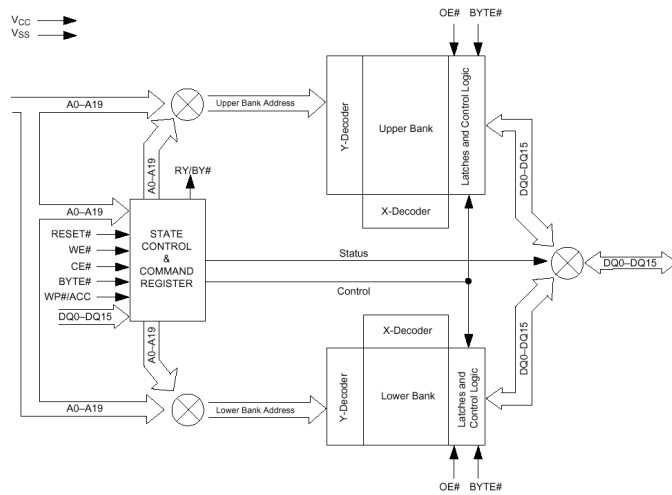 VCC
VSS
OE# BYTE#
A0–A19
Upper Bank Address
Y-Decoder
Upper Bank
Latches and Control Logic
DQ0–DQ15
A0–A19
RY/BY#
X-Decoder
A0–A19
RESET#
WE#
CE#
BYTE#
WP#/ACC
DQ0–DQ15
STATE
CONTROL
&
COMMAND
REGISTER
Status
Control
DQ0–DQ15
A0–A19
X-Decoder
DQ0–DQ15
A0–A19
Lower Bank Address
Y-Decoder
Lower Bank
Latches and
Control Logic
OE# BYTE#